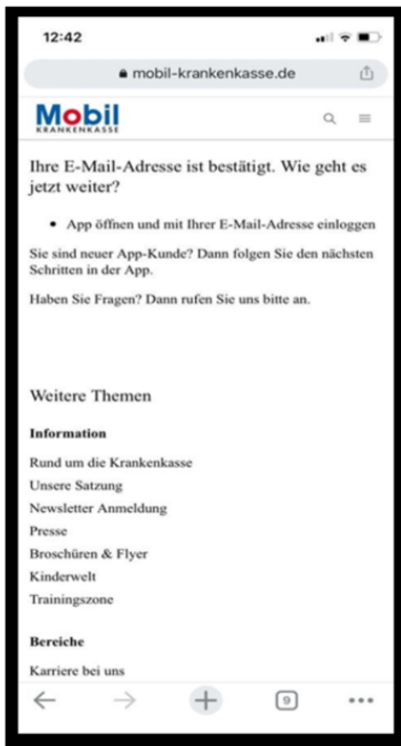 12:42
mobil-krankenkasse.de
Mobil
KRANKENKASSE
Ihre E-Mail-Adresse ist bestätigt. Wie geht es
jetzt weiter?
• App öffnen und mit Ihrer E-Mail-Adresse einloggen
Sie sind neuer App-Kunde? Dann folgen Sie den nächsten
Schritten in der App.
Haben Sie Fragen? Dann rufen Sie uns bitte an.
Weitere Themen
Information
Rund um die Krankenkasse
Unsere Satzung
Newsletter Anmeldung
Presse
Broschüren & Flyer
Kinderwelt
Trainingszone
Bereiche
Karriere bei uns
9